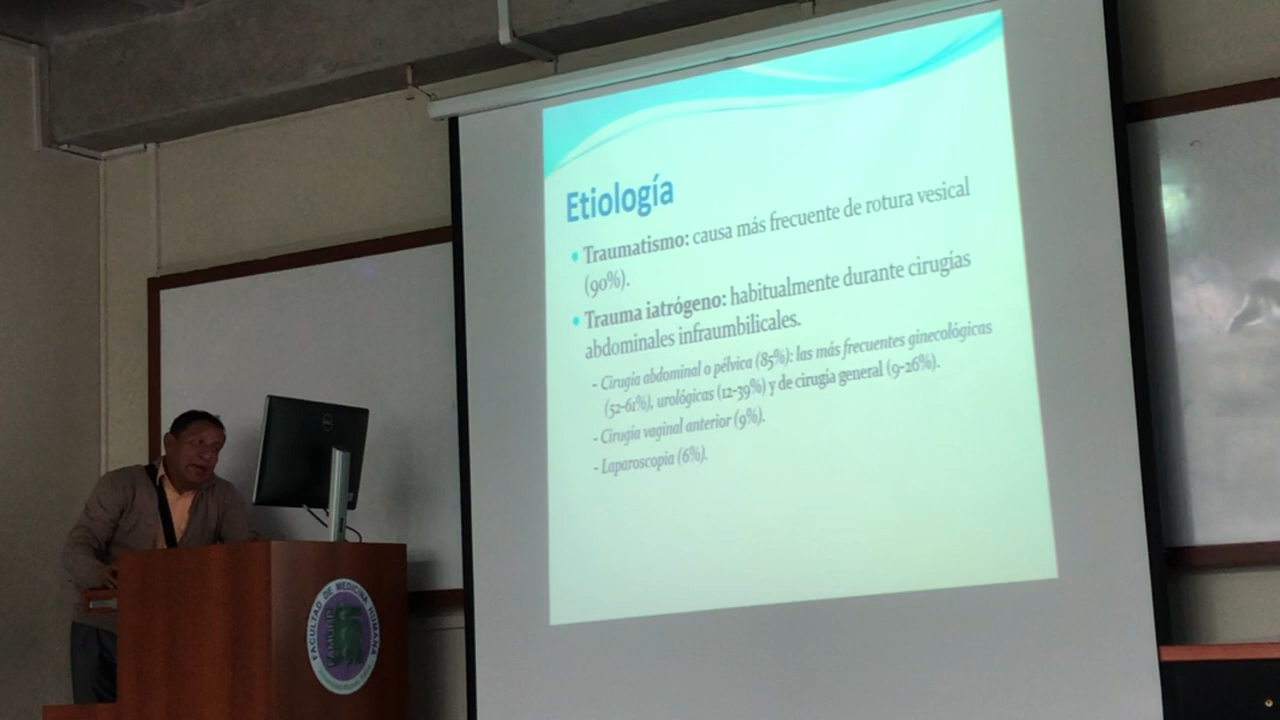 Etiología
• Traumatismo: causa más frecuente de rotura vesical
(90%).
• Trauma iatrógeno: habitualmente durante cirugías
abdominales infraumbilicales.
- Cirugía abdominal o pélvica (85%): las más frecuentes ginecológicas
(52-61%), urológicas (12-39%) y de cirugía general (9-26%).
- Cirugía vaginal anterior (9%).
- Laparoscopia (6%).
DELL
FACULTAD DE MEDICINA HUMANA
FAMURP